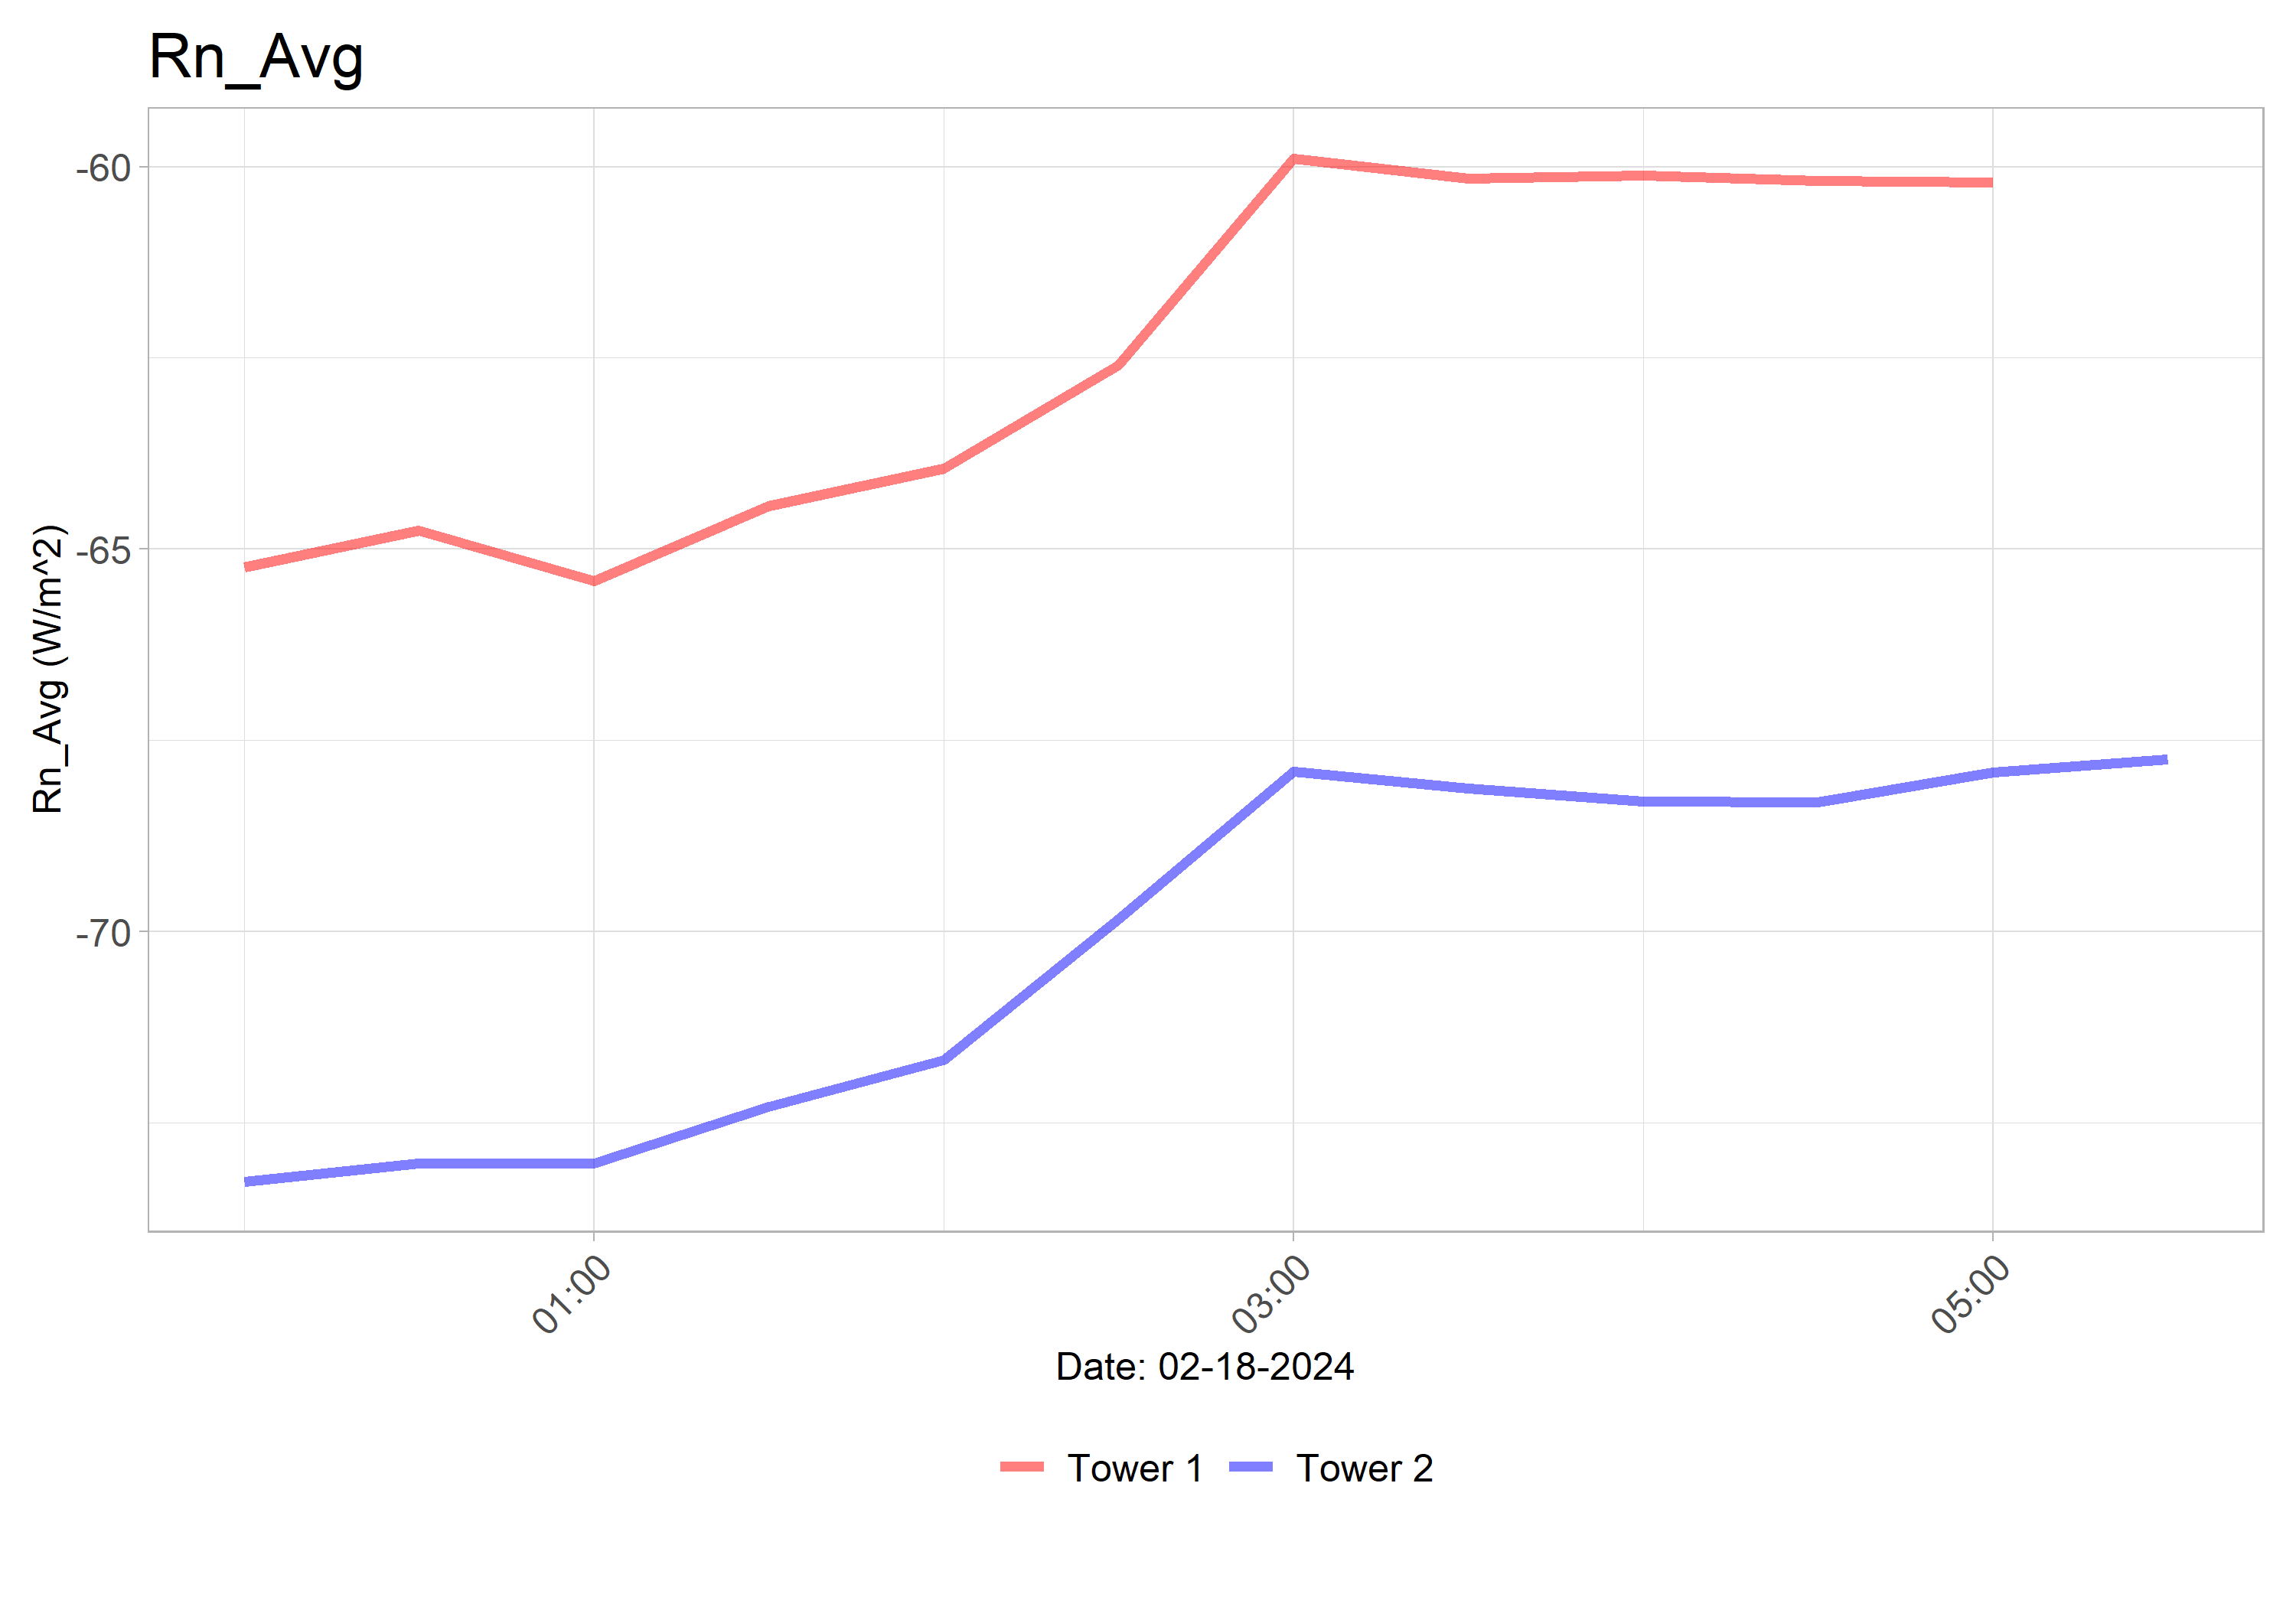 Rn_Avg
-60
-65
-70
Rn_Avg (W/m^2)
01:00
03:00
05:00
Date: 02-18-2024
Tower 1
Tower 2